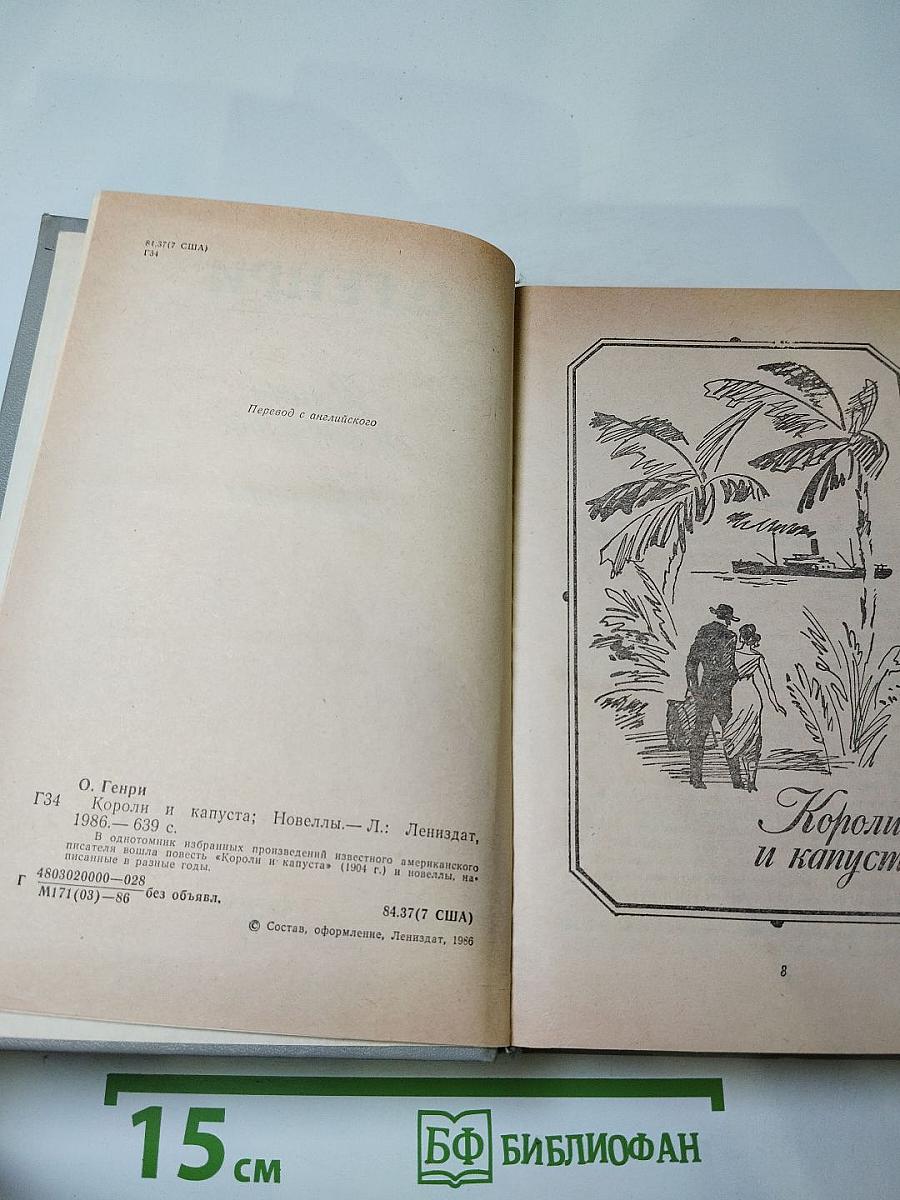 84.37(7 США)
Г34
Перевод с английского
О. Генри
Г34 Короли и капуста; Новеллы.— Л.: Лениздат,
1986.— 639 с.
В однотомник избранных произведений известного американского
писателя вошла повесть «Короли и капуста» (1904 г.) и новеллы, на-
писанные в разные годы.
Г 4803020000—028
М171(03)—86 без объявл.
84.37(7 США)
© Состав, оформление, Лениздат, 1986
Короли
и капуст
8
15 см
БФ БИБЛИОФАН